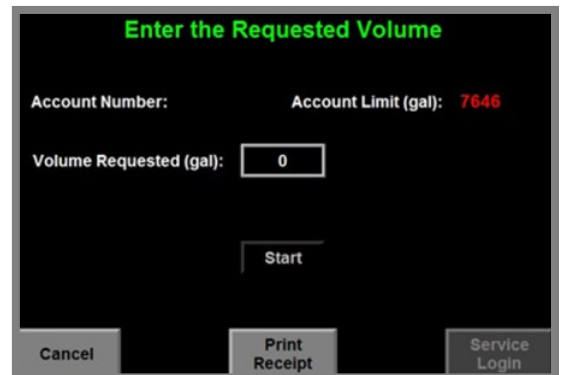 Enter the Requested Volume
Account Number: Account Limit (gal): 7646
Volume Requested (gal): 0
Start
Cancel
Print
Receipt
Service
Login